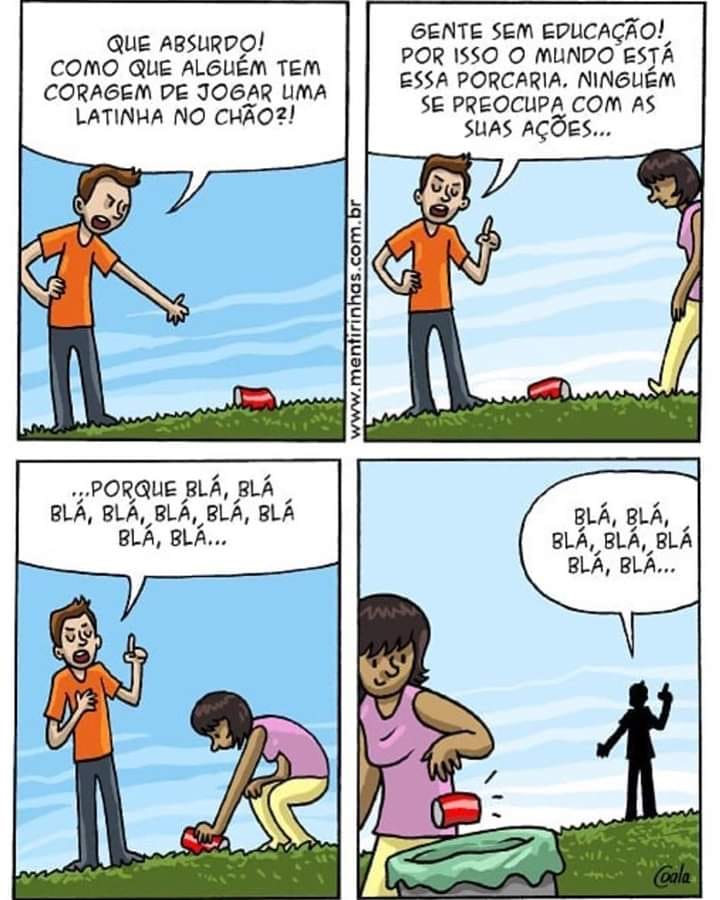 QUE ABSURDO!
COMO QUE ALGUÉM TEM
CORAGEM DE JOGAR UMA
LATINHA NO CHÃO?!
GENTE SEM EDUCAÇÃO!
POR ISSO O MUNDO ESTÁ
ESSA PORCARIA. NINGUÉM
SE PREOCUPA COM AS
SUAS AÇÕES...
www.mentirinhas.com.br
...PORQUE BLÁ, BLÁ
BLÁ, BLÁ, BLÁ, BLÁ, BLÁ
BLÁ, BLÁ...
BLÁ, BLÁ,
BLÁ, BLÁ, BLÁ
BLÁ, BLÁ...
Coala